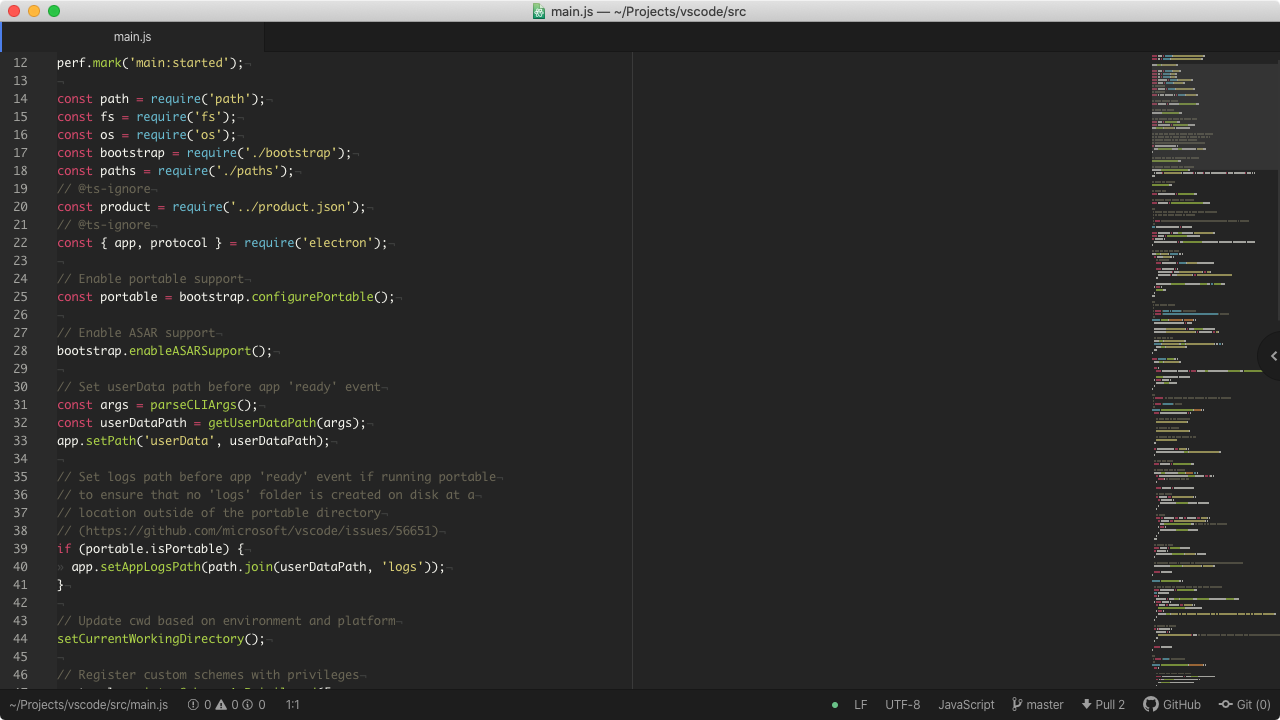 main.js — ~/Projects/vscode/src
main.js
12 perf.mark('main:started');
13
14 const path = require('path');
15 const fs = require('fs');
16 const os = require('os');
17 const bootstrap = require('./bootstrap');
18 const paths = require('./paths');
19 // @ts-ignore
20 const product = require('../product.json');
21 // @ts-ignore
22 const { app, protocol } = require('electron');
23
24 // Enable portable support
25 const portable = bootstrap.configurePortable();
26
27 // Enable ASAR support
28 bootstrap.enableASARSupport();
29
30 // Set userData path before app 'ready' event
31 const args = parseCLIArgs();
32 const userDataPath = getUserDataPath(args);
33 app.setPath('userData', userDataPath);
34
35 // Set logs path before app 'ready' event if running portable
36 // to ensure that no 'logs' folder is created on disk at a
37 // location outside of the portable directory
38 // (https://github.com/microsoft/vscode/issues/56651)
39 if (portable.isPortable) {
40 » app.setAppLogsPath(path.join(userDataPath, 'logs'));
41 }
42
43 // Update cwd based on environment and platform
44 setCurrentWorkingDirectory();
45
46 // Register custom schemes with privileges
~/Projects/vscode/src/main.js 0 0 0 1:1 LF UTF-8 JavaScript master Pull 2 GitHub Git (0)